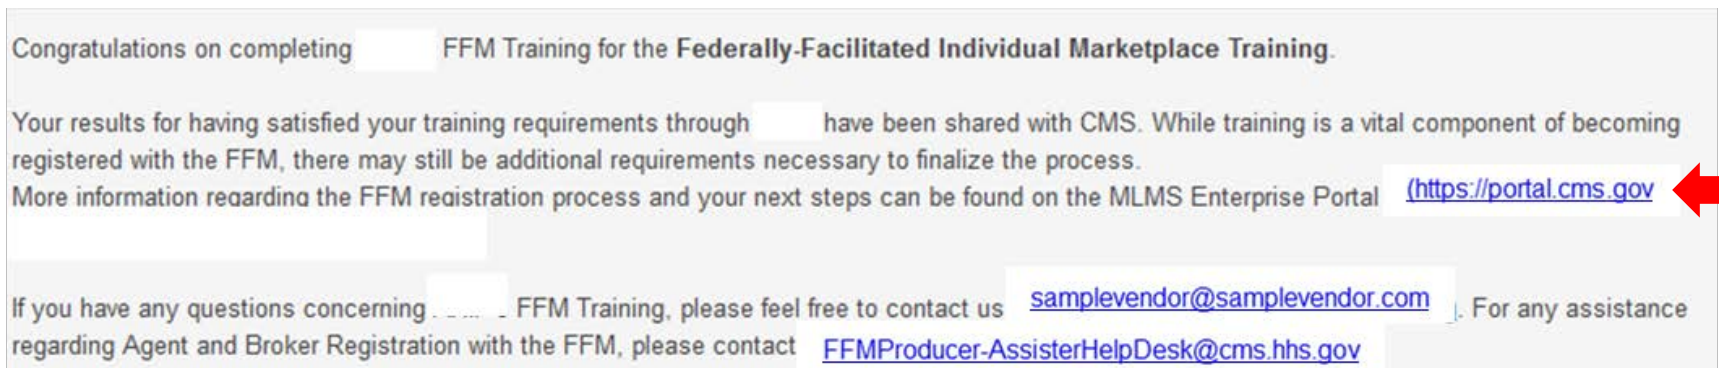 Congratulations on completing FFM Training for the Federally-Facilitated Individual Marketplace Training.
Your results for having satisfied your training requirements through have been shared with CMS. While training is a vital component of becoming
registered with the FFM, there may still be additional requirements necessary to finalize the process.
More information regarding the FFM registration process and your next steps can be found on the MLMS Enterprise Portal (https://portal.cms.gov
If you have any questions concerning FFM Training, please feel free to contact us samplevendor@samplevendor.com . For any assistance
regarding Agent and Broker Registration with the FFM, please contact FFMProducer-AssisterHelpDesk@cms.hhs.gov